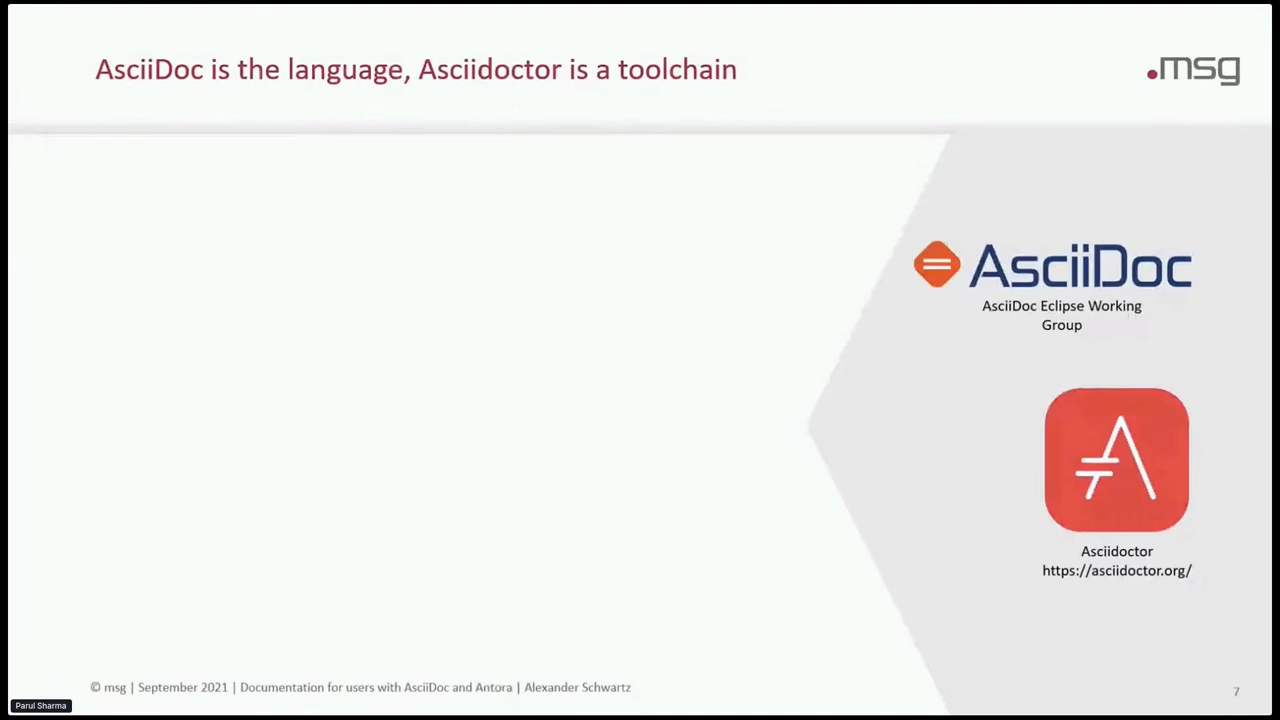 AsciiDoc is the language, Asciidoctor is a toolchain
.msg
AsciiDoc
AsciiDoc Eclipse Working
Group
Asciidoctor
https://asciidoctor.org/
© msg | September 2021 | Documentation for users with AsciiDoc and Antora | Alexander Schwartz
7
Parul Sharma